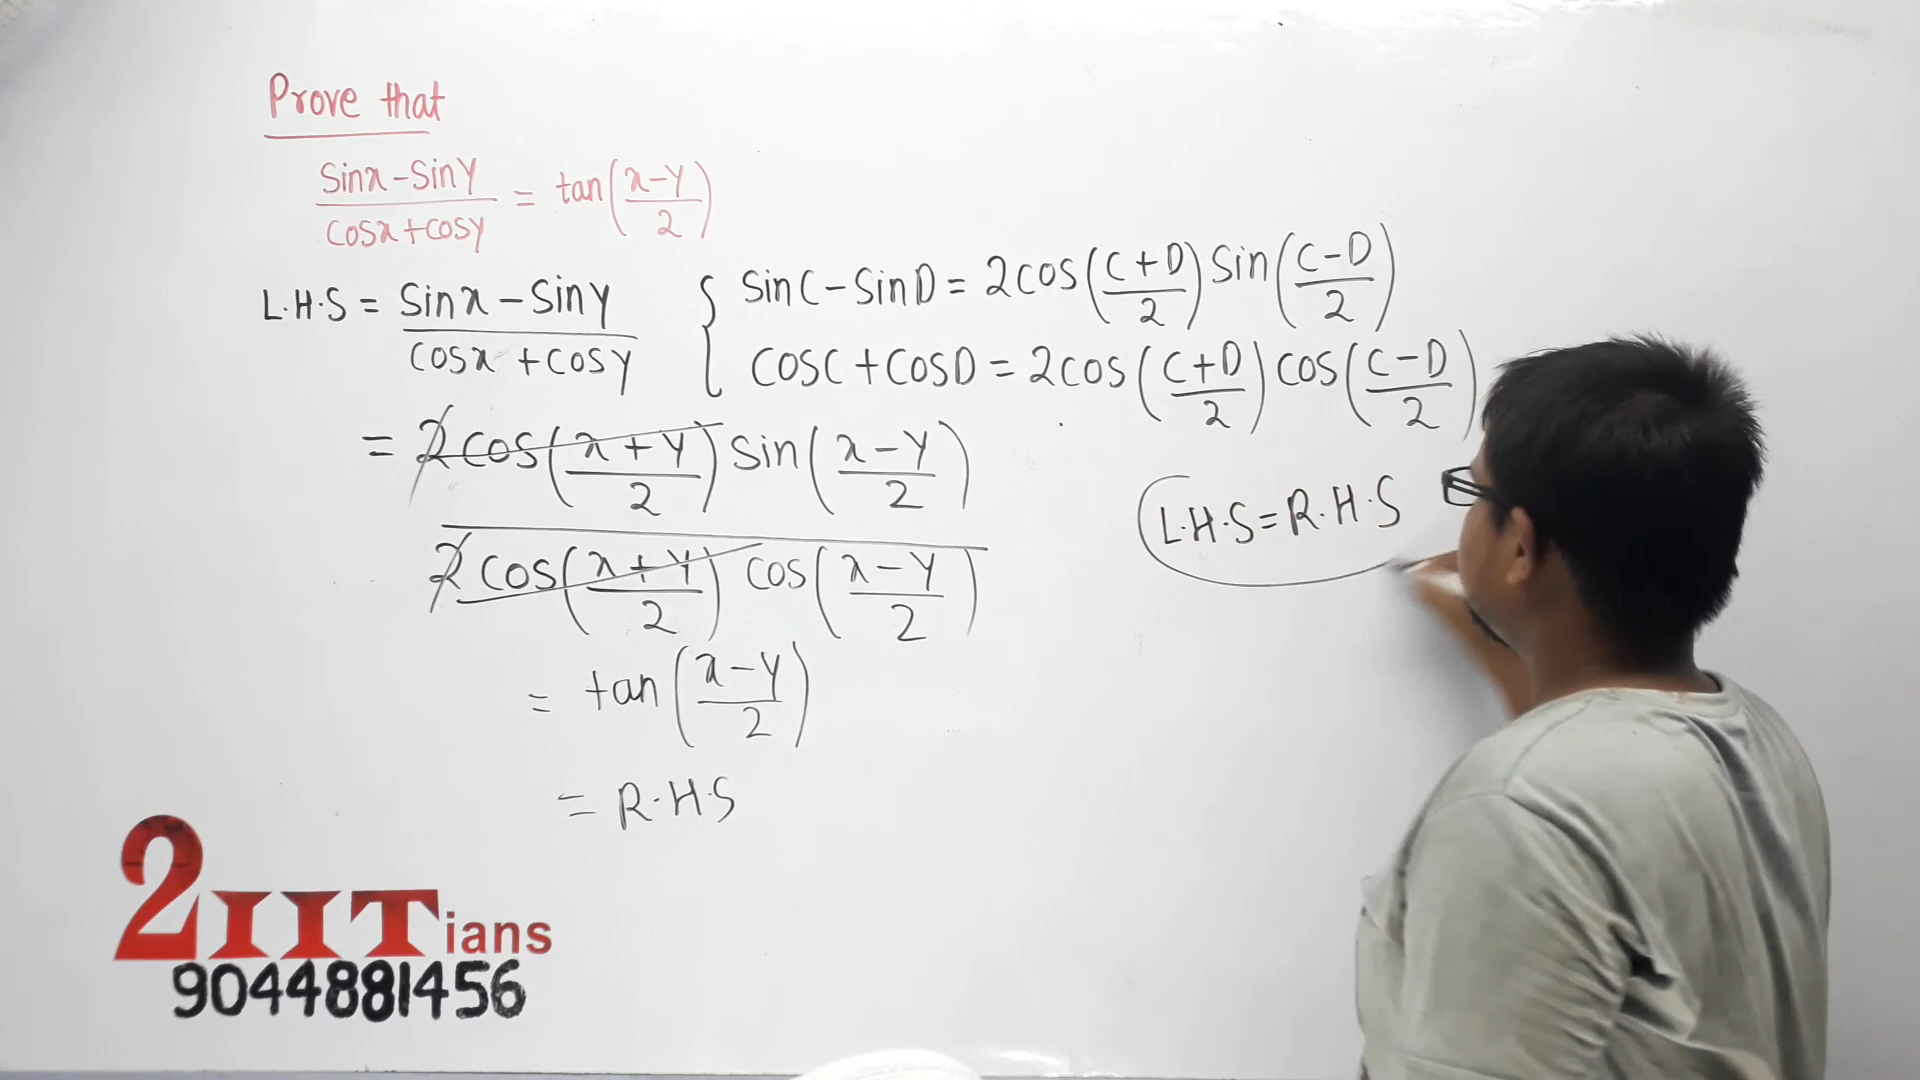 Prove that
Sinx-SinY
Cosx+CosY
= tan(x-Y/2)
L.H.S = Sinx - SinY
Cosx + CosY
{ SinC - SinD = 2cos(C+D/2) Sin(C-D/2)
CosC + CosD = 2cos(C+D/2) cos(C-D/2)
= 2cos(x+Y/2) Sin(x-Y/2)
2cos(x+Y/2) cos(x-Y/2)
L.H.S = R.H.S
= tan(x-Y/2)
= R.H.S
2IITians
9044881456